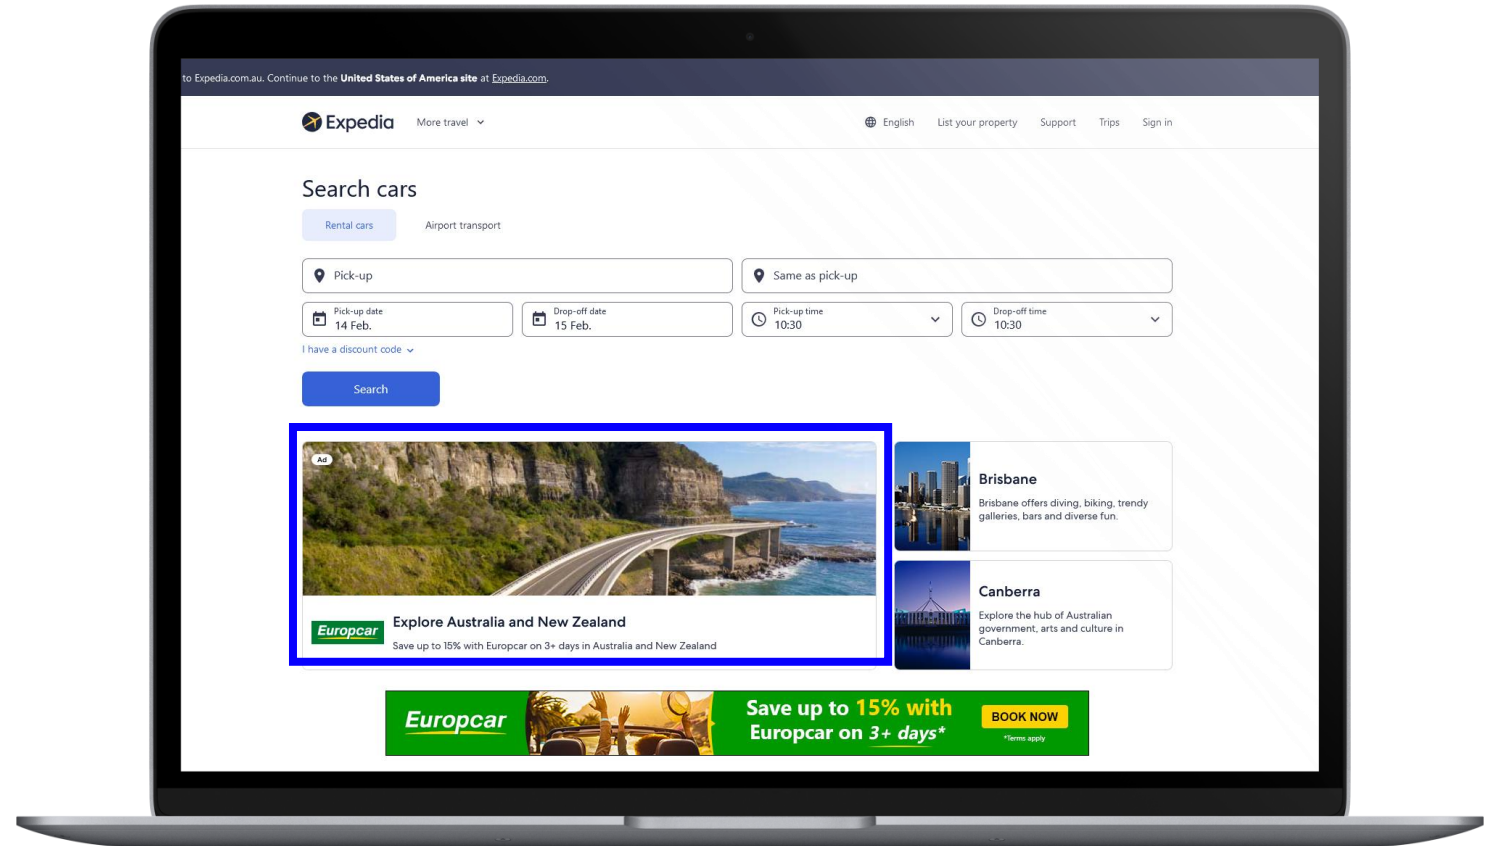 to Expedia.com.au. Continue to the United States of America site at Expedia.com.
Expedia
More travel
English
List your property
Support
Trips
Sign in
Search cars
Rental cars
Airport transport
Pick-up
Same as pick-up
Pick-up date
14 Feb.
Drop-off date
15 Feb.
Pick-up time
10:30
Drop-off time
10:30
I have a discount code
Search
Ad
Europcar
Explore Australia and New Zealand
Save up to 15% with Europcar on 3+ days in Australia and New Zealand
Brisbane
Brisbane offers diving, biking, trendy
galleries, bars and diverse fun.
Canberra
Explore the hub of Australian
government, arts and culture in
Canberra.
Europcar
Save up to 15% with
Europcar on 3+ days*
BOOK NOW
*Terms apply